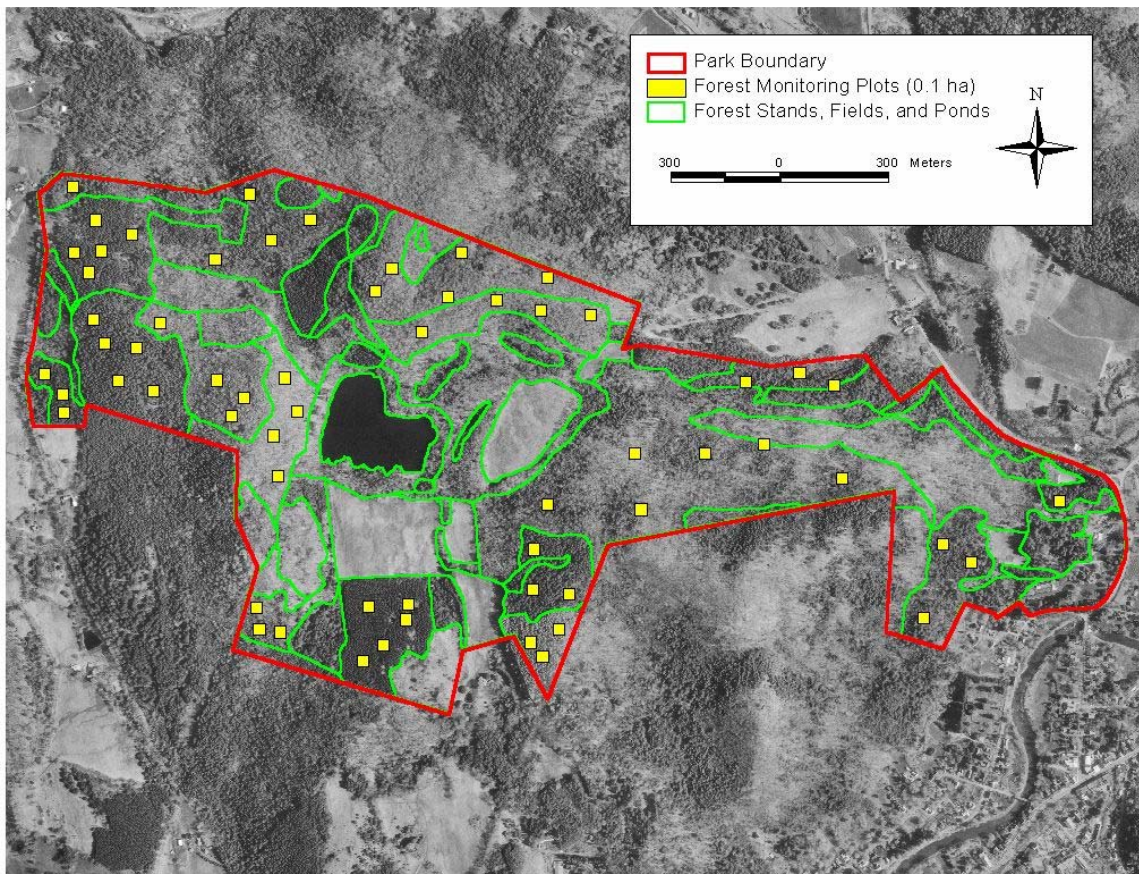 Park Boundary
Forest Monitoring Plots (0.1 ha)
Forest Stands, Fields, and Ponds
N
300 0 300 Meters